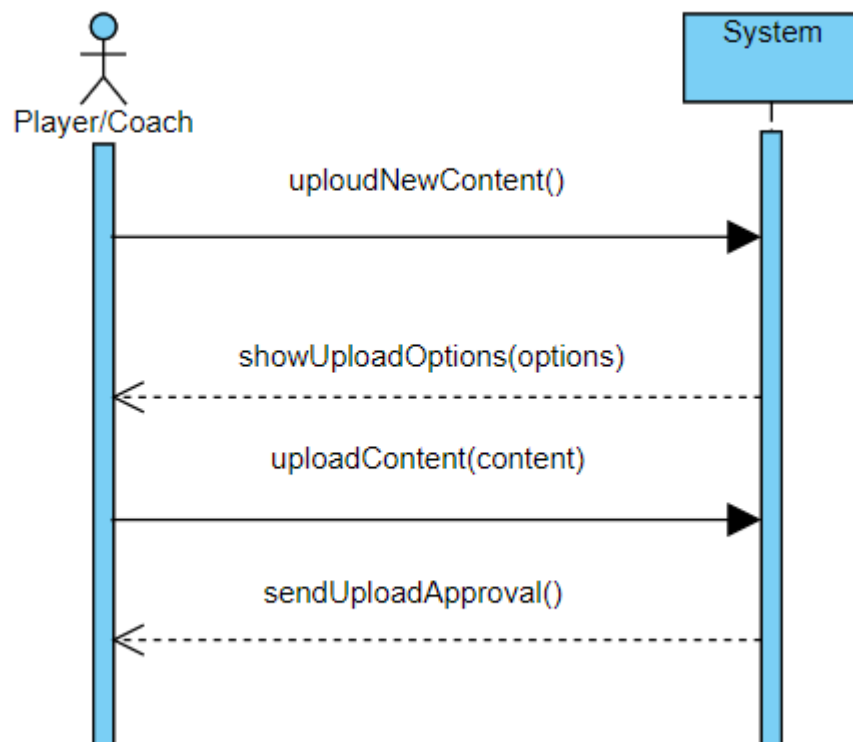 System
Player/Coach
uploudNewContent()
showUploadOptions(options)
uploadContent(content)
sendUploadApproval()